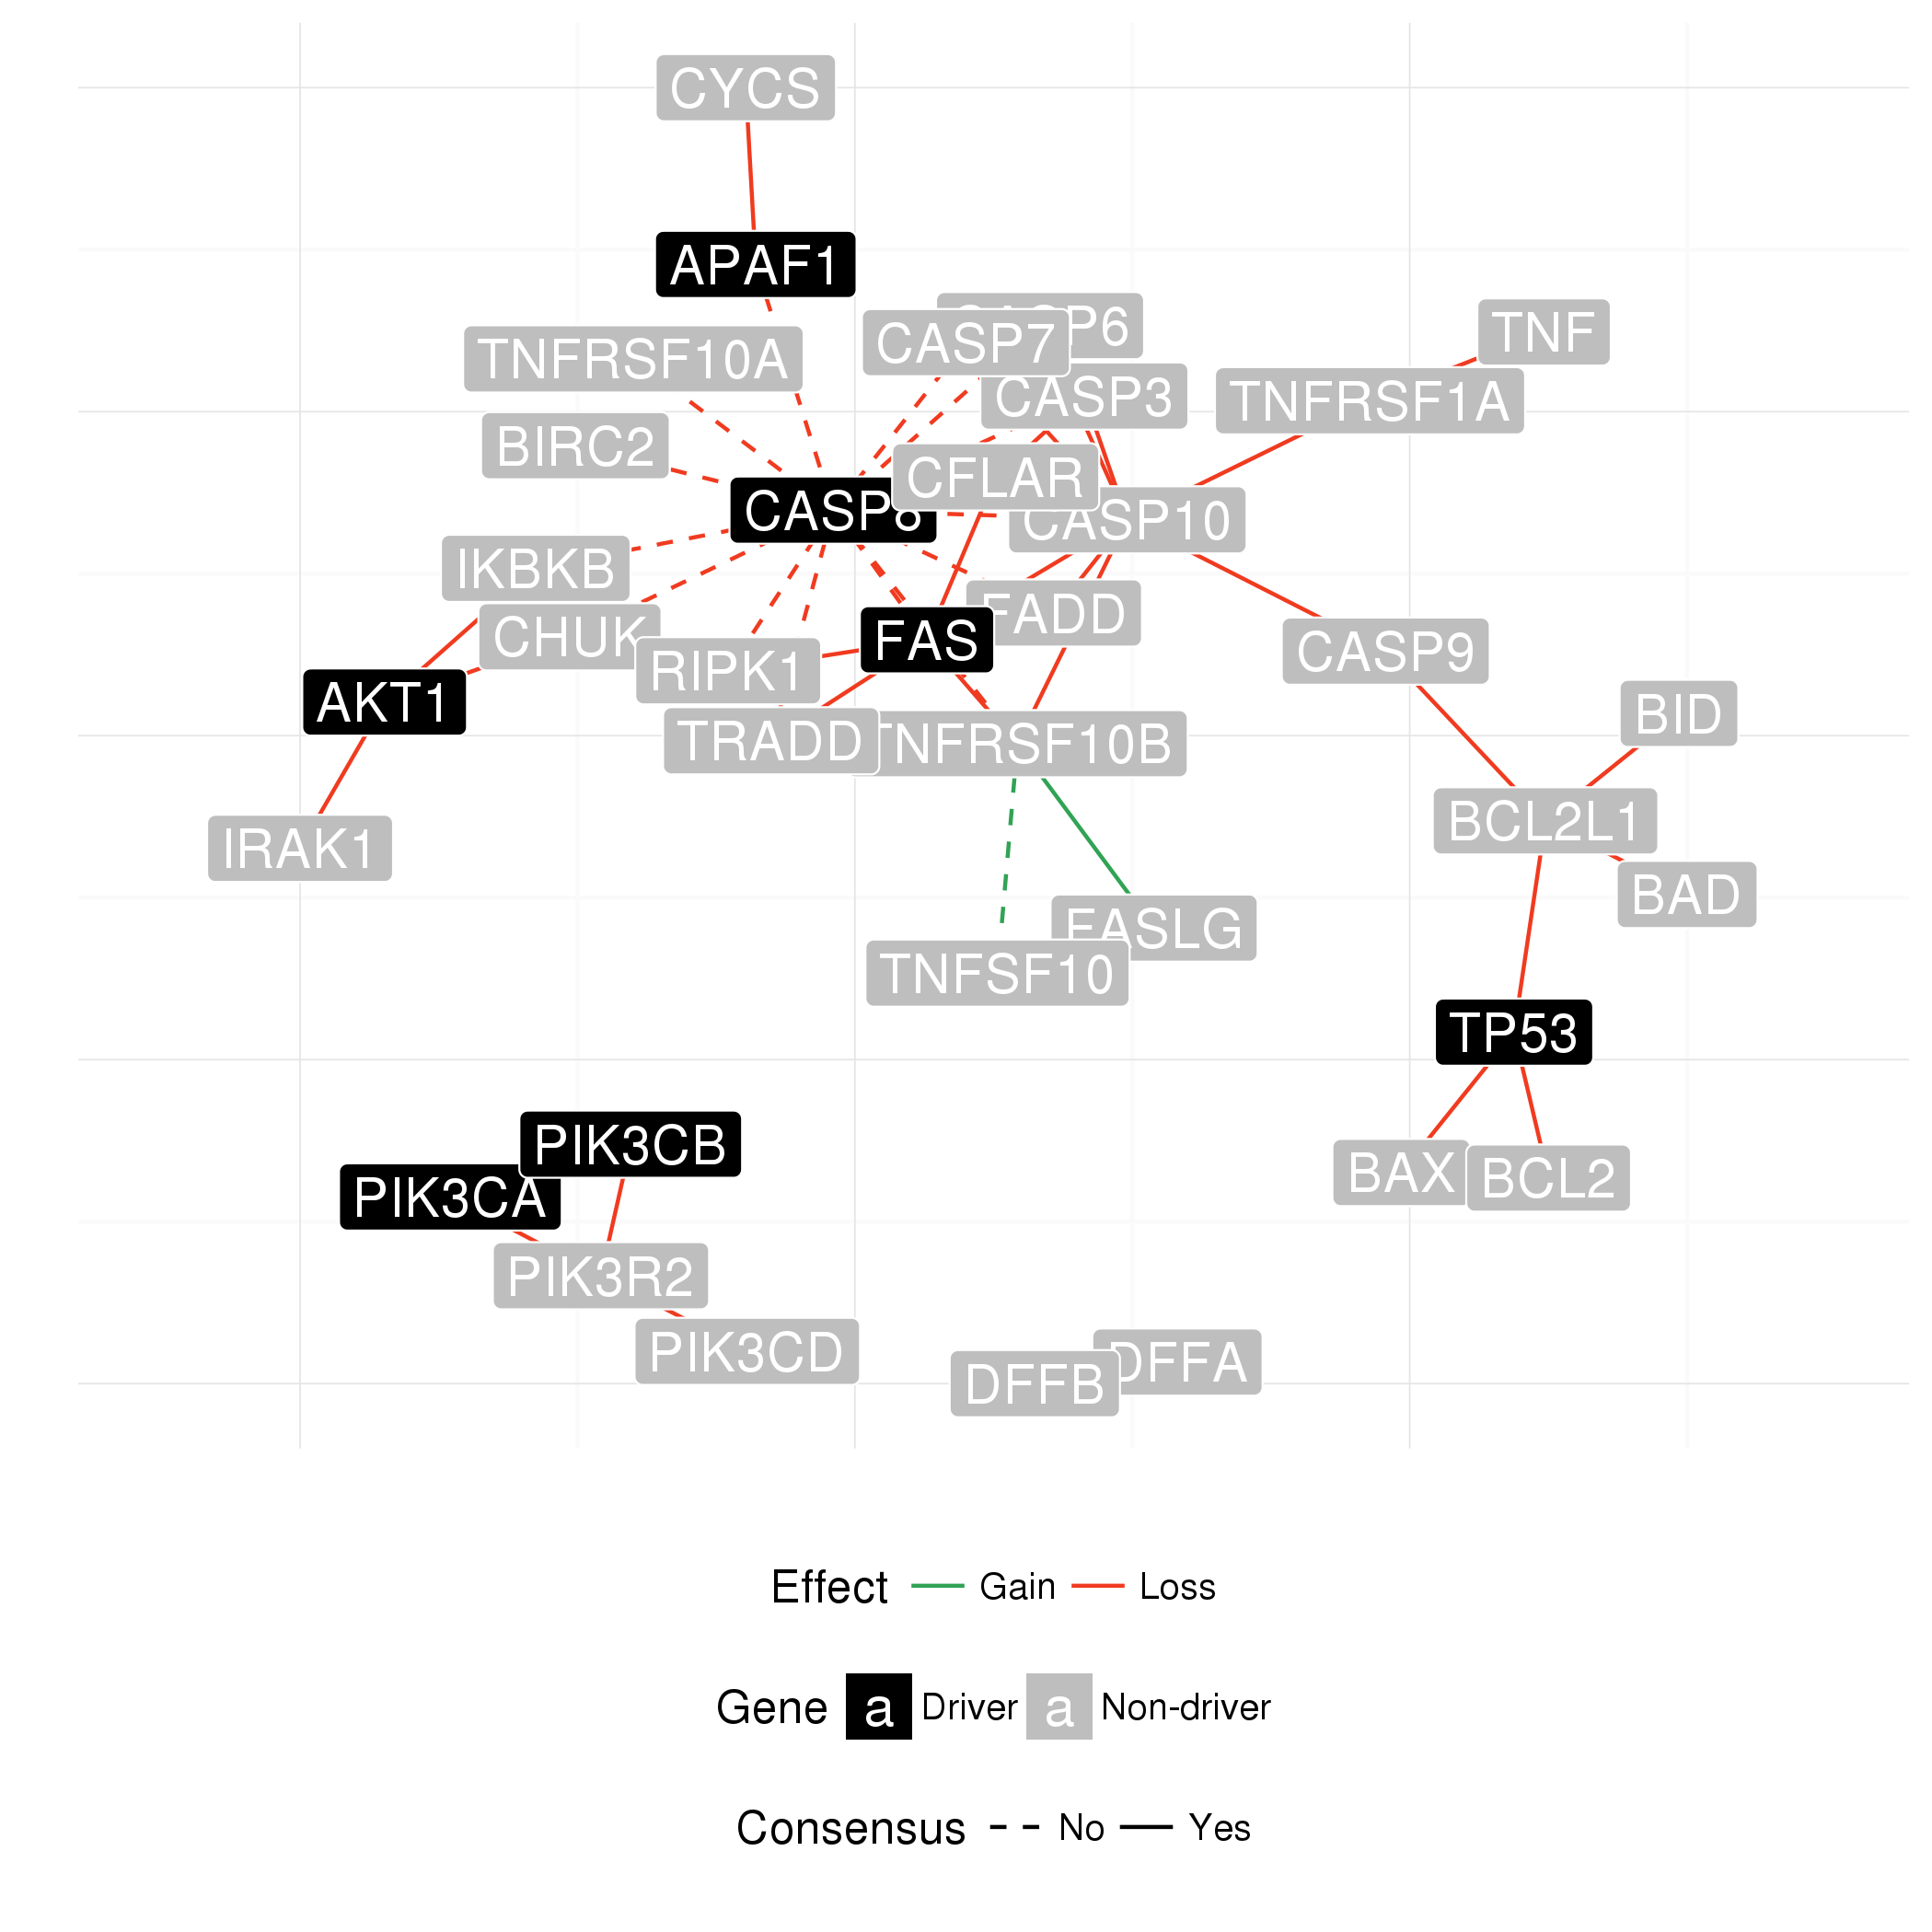 CYCS
APAF1
CASP6
CASP7
TNF
TNFRSF10A
CASP3
TNFRSF1A
BIRC2
CFLAR
CASP8
CASP10
IKBKB
FADD
CHUK
FAS
CASP9
RIPK1
AKT1
BID
TRADD
TNFRSF10B
BCL2L1
IRAK1
BAD
FASLG
TNFSF10
TP53
PIK3CB
BAX
BCL2
PIK3CA
PIK3R2
PIK3CD
DFFA
DFFB
Effect Gain Loss
Gene a Driver a Non-driver
Consensus No Yes